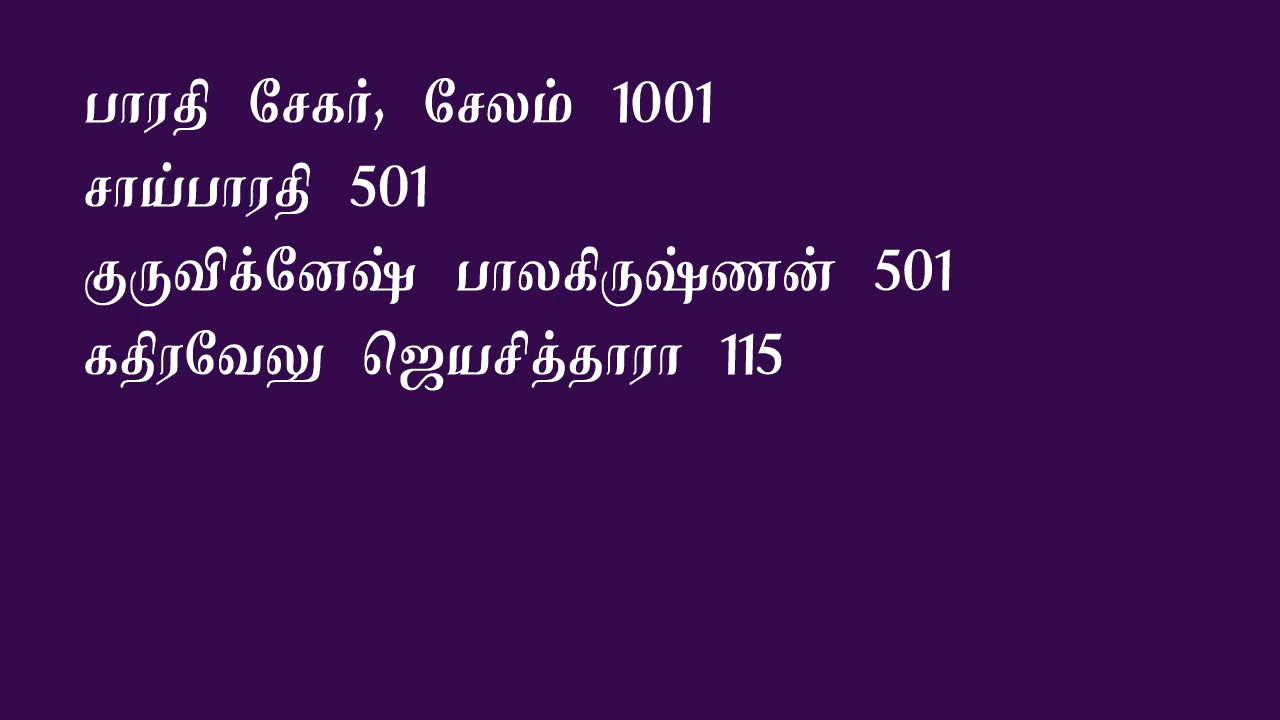 பாரதி சேகர், சேலம் 1001
சாய்பாரதி 501
குருவிக்னேஷ் பாலகிருஷ்ணன் 501
கதிரவேலு ஜெயசித்தாரா 115